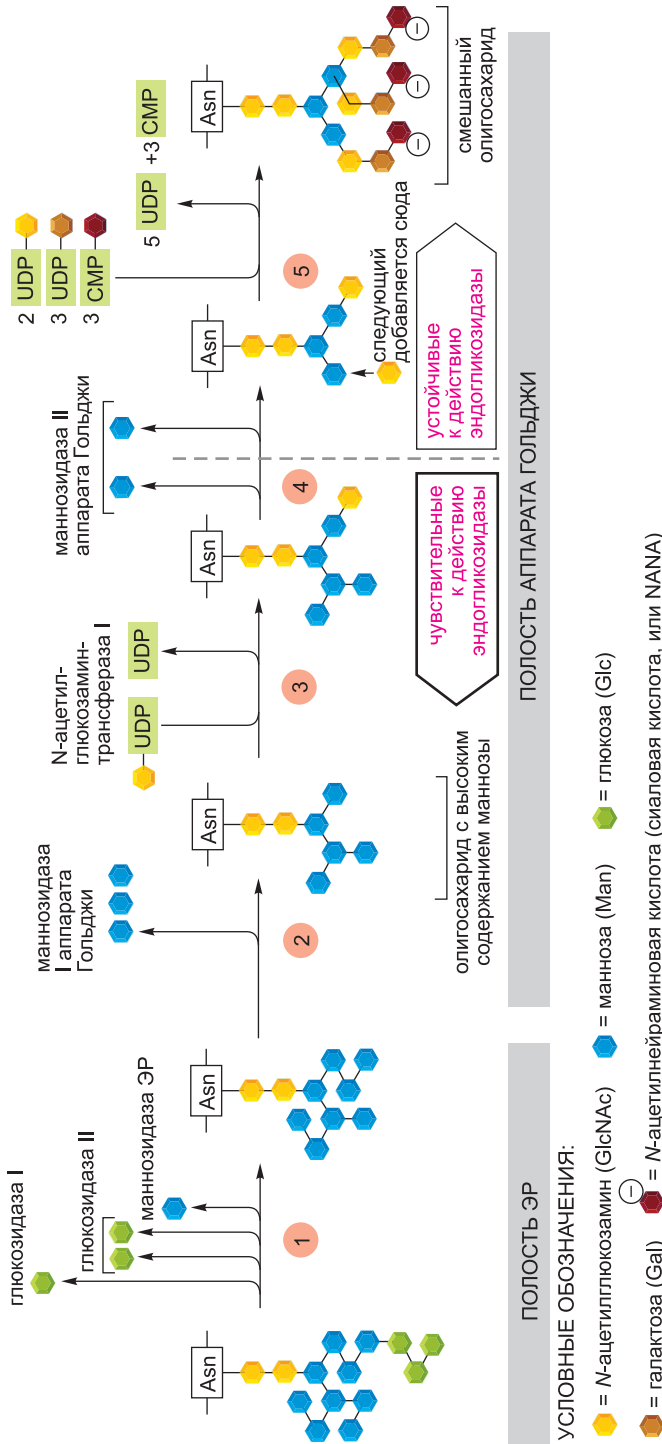 глюкозидаза I
глюкозидаза II
маннозидаза ЭР
маннозидаза
I аппарата
Гольджи
N-ацетил-
глюкозамин-
трансфераза I
UDP
UDP
маннозидаза II
аппарата Гольджи
2 UDP
3 UDP
3 CMP
5 UDP +3 CMP
Asn
Asn
Asn
Asn
Asn
Asn
1
2
3
4
5
следующий
добавляется сюда
олигосахарид с высоким
содержанием маннозы
чувствительные
к действию
эндогликозидазы
устойчивые
к действию
эндогликозидазы
смешанный
олигосахарид
−
−
−
ПОЛОСТЬ ЭР
ПОЛОСТЬ АППАРАТА ГОЛЬДЖИ
УСЛОВНЫЕ ОБОЗНАЧЕНИЯ:
= N-ацетилглюкозамин (GlcNAc)
= манноза (Man)
= глюкоза (Glc)
= галактоза (Gal)
−
= N-ацетилнейраминовая кислота (сиаловая кислота, или NANA)